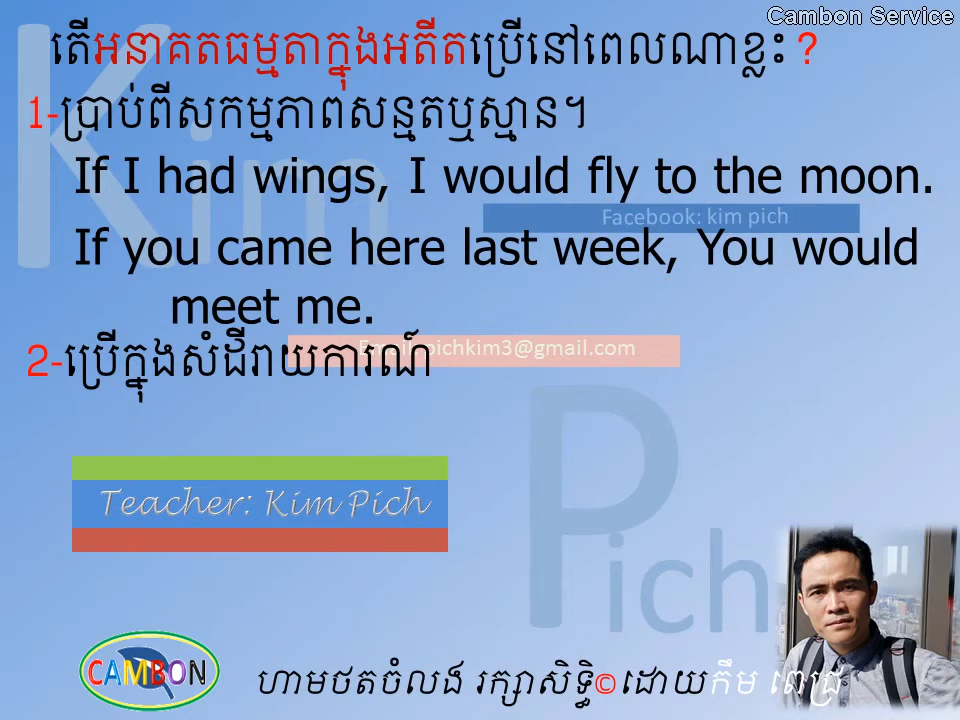 Cambon Service
តើអនាគតធម្មតាក្នុងអតីតប្រើនៅពេលណាខ្លះ?
1-ប្រាប់ពីសកម្មភាពសន្មតឬស្មាន។
If I had wings, I would fly to the moon.
Facebook: kim pich
If you came here last week, You would
meet me.
Email: pichkim3@gmail.com
2-ប្រើក្នុងសំដីរាយការណ៍
Kim
Pich
Teacher: Kim Pich
CAMBON
ហាមថតចំលង រក្សាសិទ្ធិ©ដោយកឹម ពេជ្រ